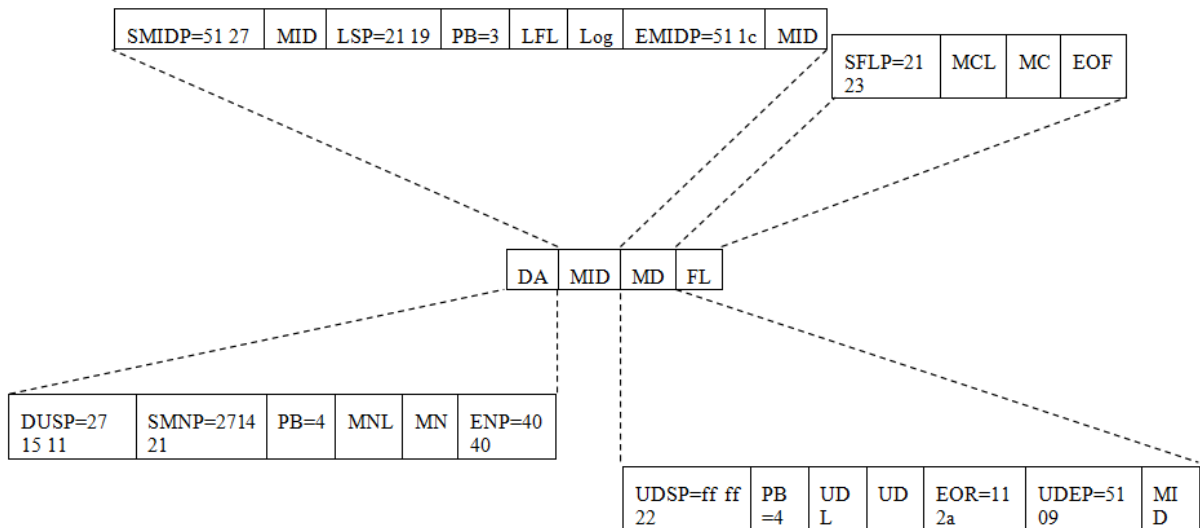 SMIDP=51 27 MID LSP=21 19 PB=3 LFL Log EMIDP=51 1c MID
SFLP=21 MCL MC EOF
23
DA MID MD FL
DUSP=27 SMNP=2714 PB=4 MNL MN ENP=40
15 11 21 40
UDSP=ff ff PB UD UD EOR=11 UDEP=51 MI
22 =4 L 2a 09 D